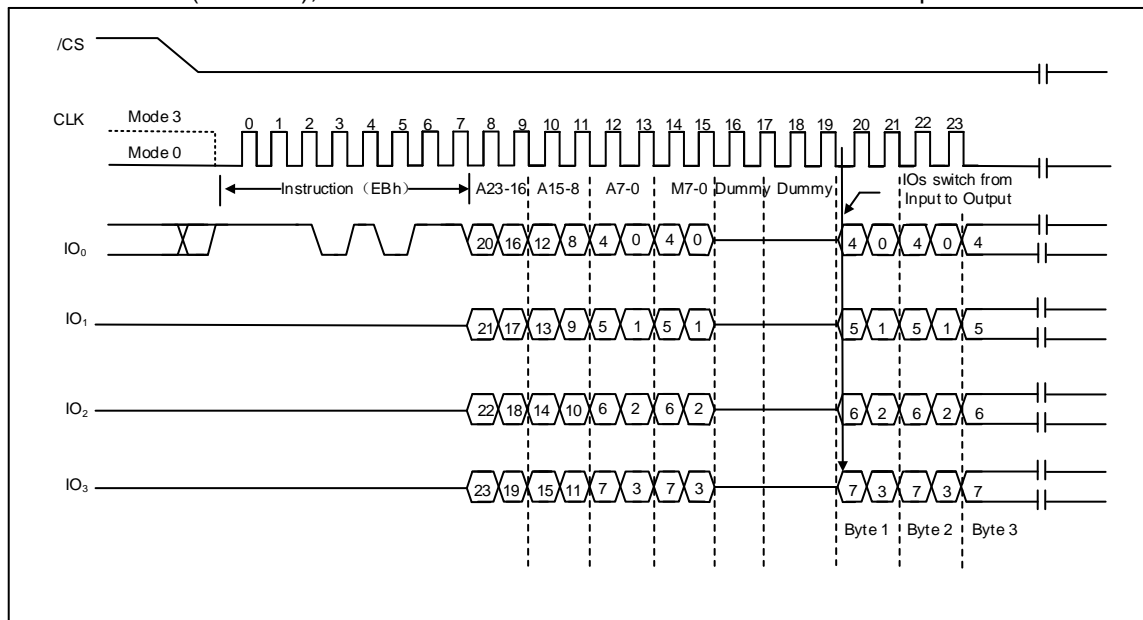 /CS
CLK
Mode 3
Mode 0
0 1 2 3 4 5 6 7 8 9 10 11 12 13 14 15 16 17 18 19 20 21 22 23
Instruction（EBh） A23-16 A15-8 A7-0 M7-0 Dummy Dummy
IOs switch from
Input to Output
IO₀ 20 16 12 8 4 0 4 0 4 0 4 0 4
IO₁ 21 17 13 9 5 1 5 1 5 1 5 1 5
IO₂ 22 18 14 10 6 2 6 2 6 2 6 2 6
IO₃ 23 19 15 11 7 3 7 3 7 3 7 3 7
Byte 1 Byte 2 Byte 3